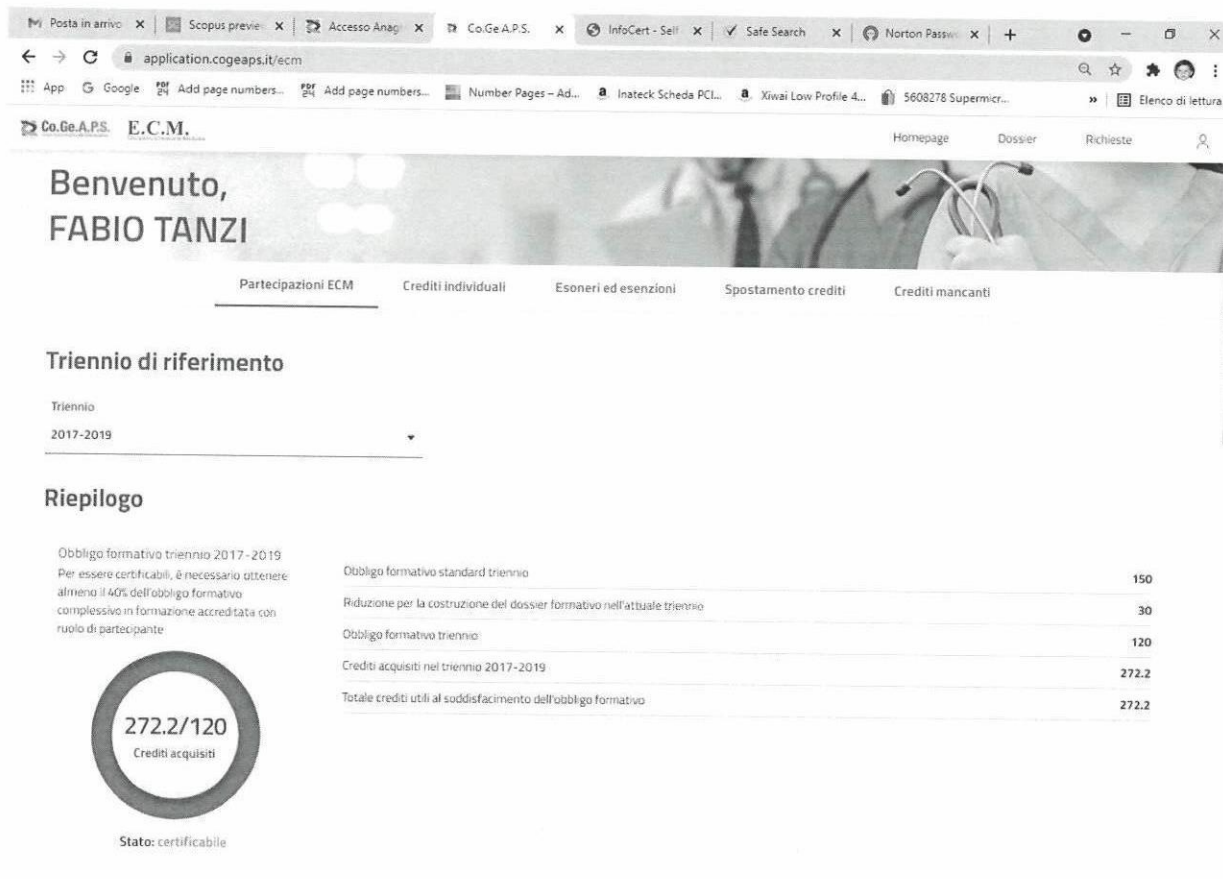 Posta in arrivo
Scopus previe
Accesso Anag
Co.Ge.A.P.S.
InfoCert - Self
Safe Search
Norton Passw
application.cogeaps.it/ecm
App
Google
Add page numbers...
Add page numbers...
Number Pages – Ad...
Inateck Scheda PCI...
Xiwai Low Profile 4...
5608278 Supermicr...
»
Elenco di lettura
Co.Ge.A.P.S.
E.C.M.
Homepage
Dossier
Richieste
Benvenuto,
FABIO TANZI
Partecipazioni ECM
Crediti individuali
Esoneri ed esenzioni
Spostamento crediti
Crediti mancanti
Triennio di riferimento
Triennio
2017-2019
Riepilogo
Obbligo formativo triennio 2017-2019
Per essere certificabili, è necessario ottenere
almeno il 40% dell'obbligo formativo
complessivo in formazione accreditata con
ruolo di partecipante
272.2/120
Crediti acquisiti
Stato: certificabile
Obbligo formativo standard triennio 150
Riduzione per la costruzione del dossier formativo nell'attuale triennio 30
Obbligo formativo triennio 120
Crediti acquisiti nel triennio 2017-2019 272.2
Totale crediti utili al soddisfacimento dell'obbligo formativo 272.2